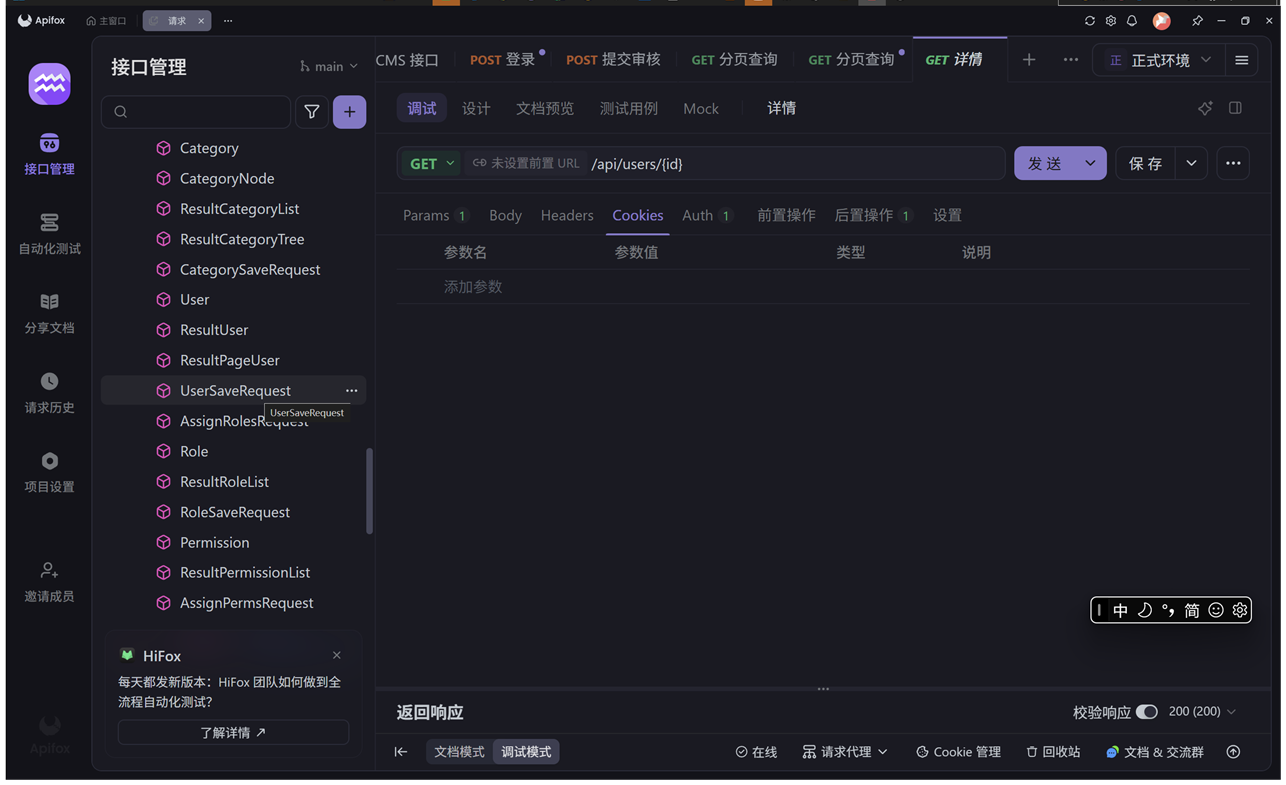 Apifox
主窗口
请求
接口管理
main
CMS 接口
POST 登录
POST 提交审核
GET 分页查询
GET 分页查询
GET 详情
正 正式环境
调试
设计
文档预览
测试用例
Mock
详情
GET
未设置前置 URL
/api/users/{id}
发 送
保 存
Params 1
Body
Headers
Cookies
Auth 1
前置操作
后置操作 1
设置
参数名
参数值
类型
说明
添加参数
接口管理
自动化测试
分享文档
请求历史
项目设置
邀请成员
Apifox
Category
CategoryNode
ResultCategoryList
ResultCategoryTree
CategorySaveRequest
User
ResultUser
ResultPageUser
UserSaveRequest
UserSaveRequest
AssignRolesRequest
Role
ResultRoleList
RoleSaveRequest
Permission
ResultPermissionList
AssignPermsRequest
HiFox
每天都发新版本：HiFox 团队如何做到全
流程自动化测试?
了解详情
中
简
返回响应
校验响应
200 (200)
文档模式
调试模式
在线
请求代理
Cookie 管理
回收站
文档 & 交流群